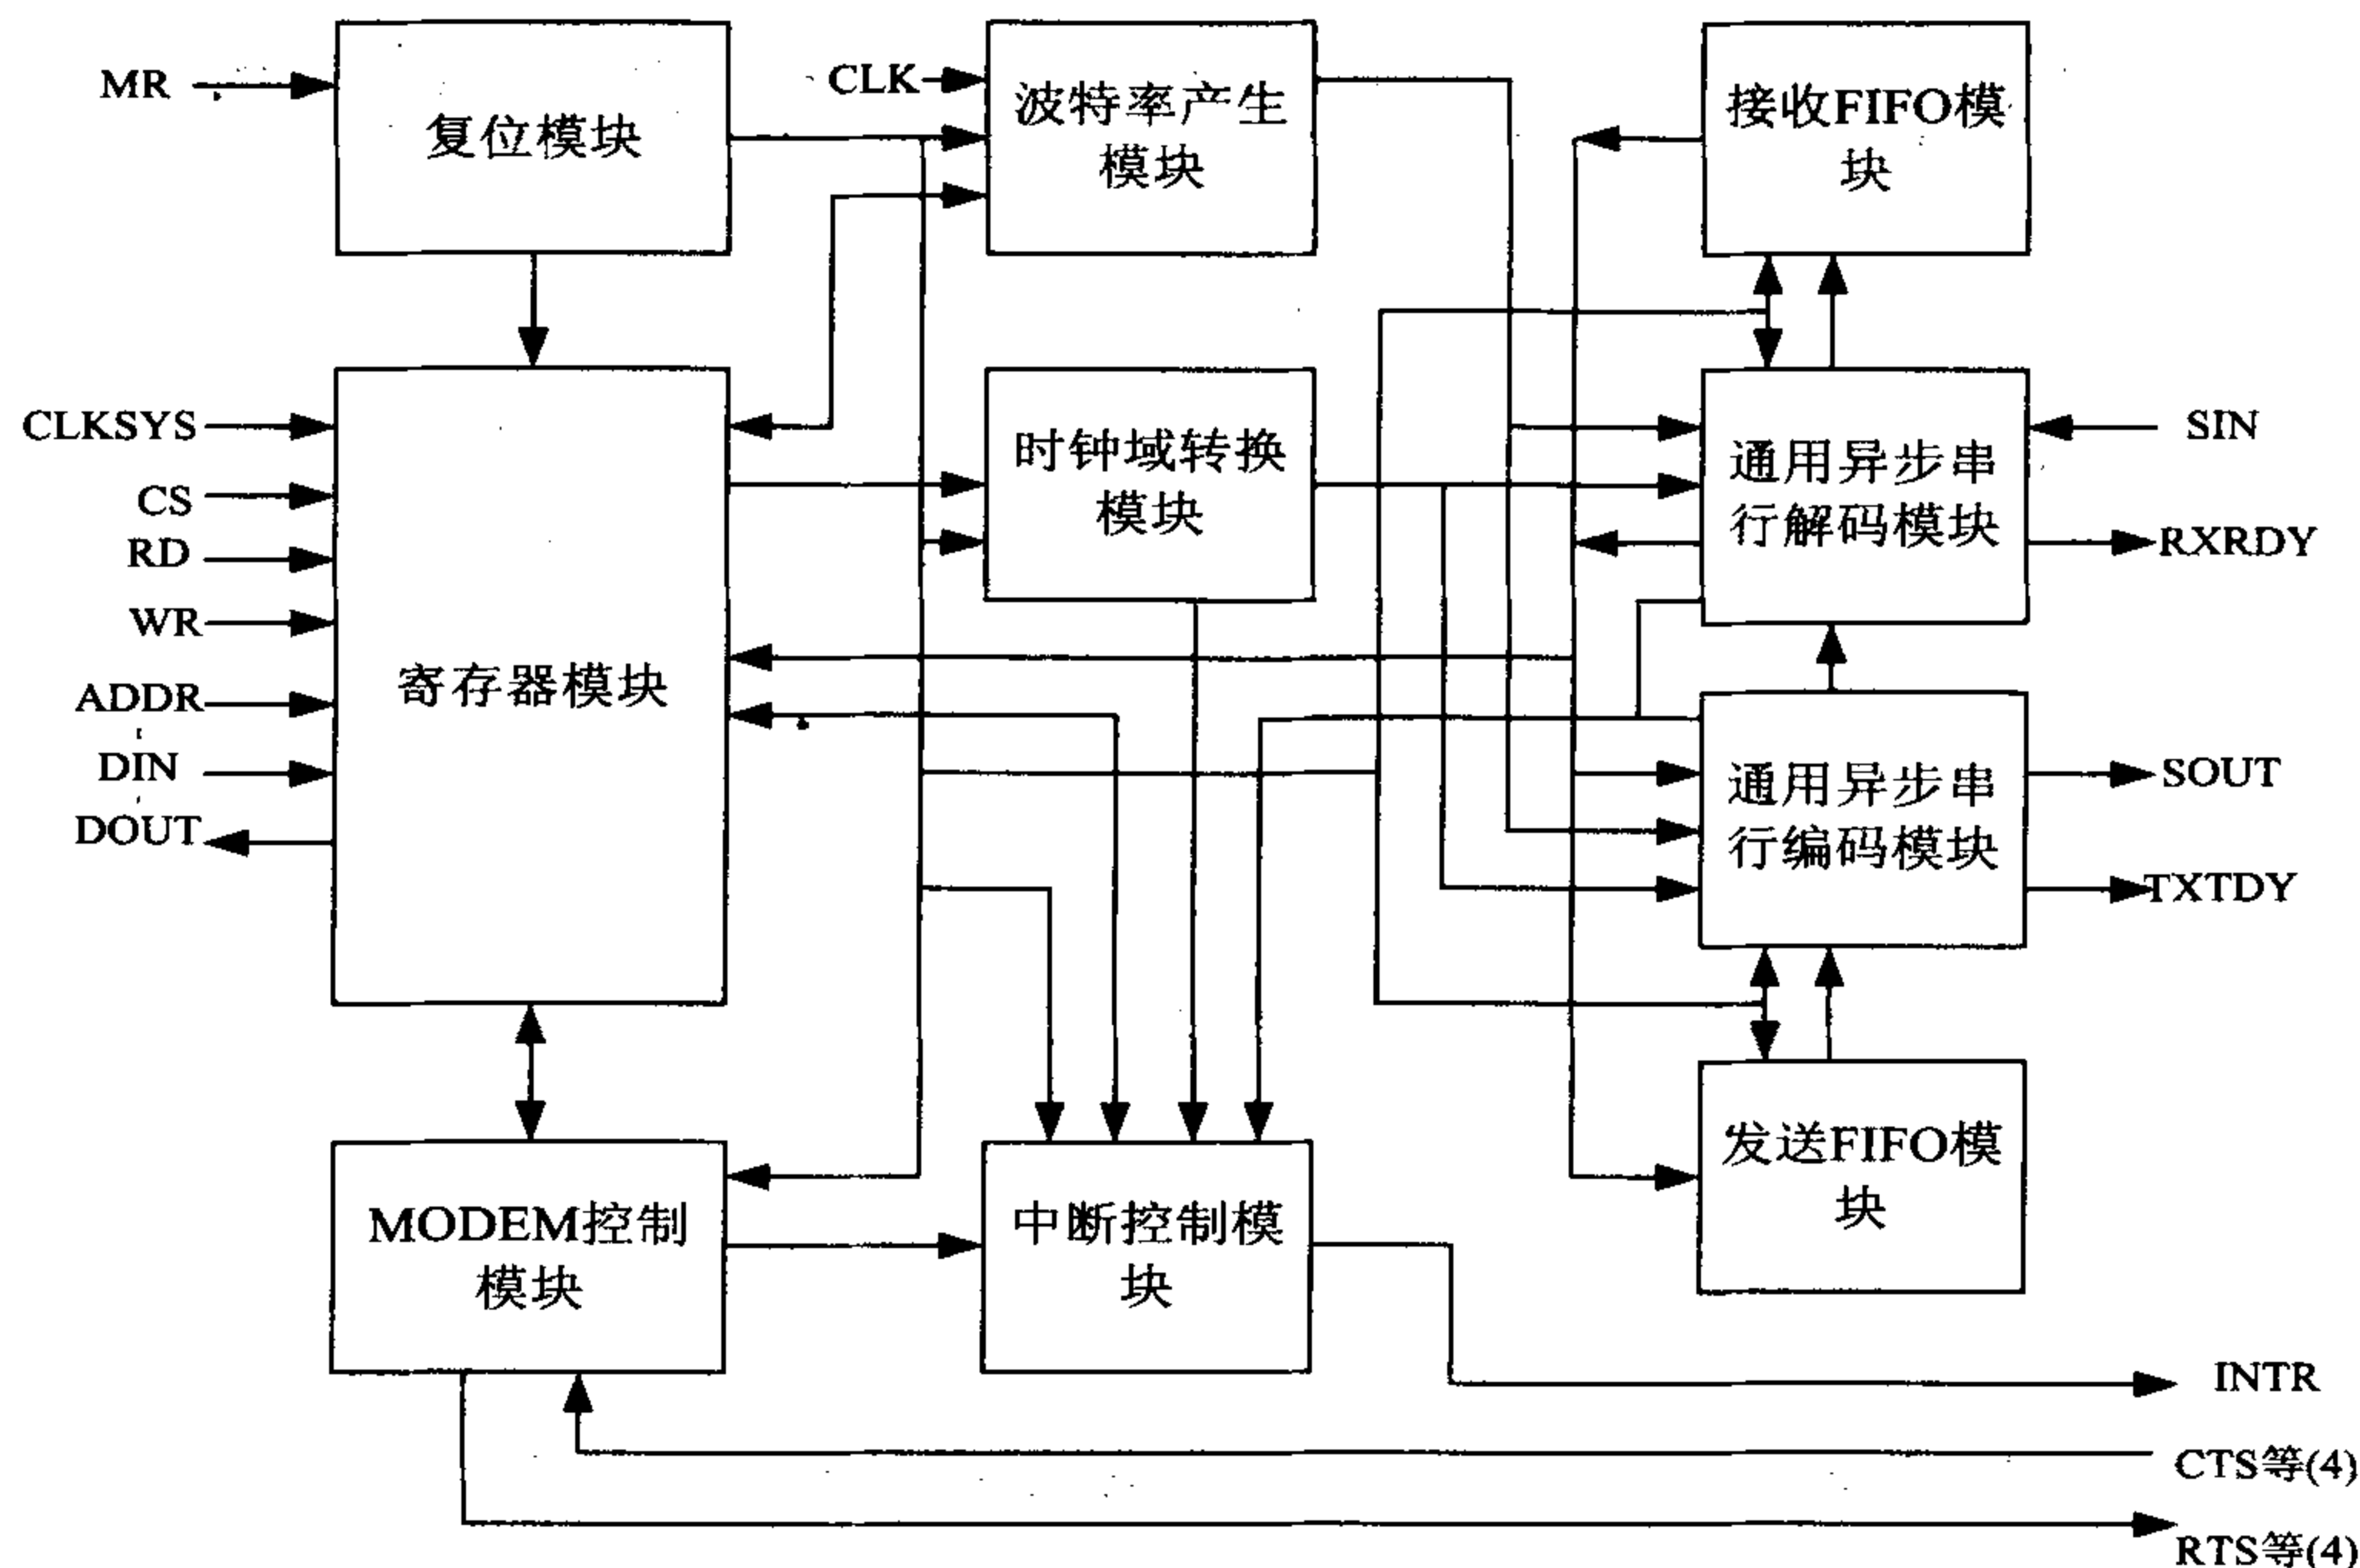 MR
复位模块
CLK
波特率产生
模块
接收FIFO模
块
CLKSYS
CS
RD
WR
ADDR
DIN
DOUT
寄存器模块
时钟域转换
模块
通用异步串
行解码模块
SIN
RXRDY
通用异步串
行编码模块
SOUT
TXTDY
MODEM控制
模块
中断控制模
块
发送FIFO模
块
INTR
CTS等(4)
RTS等(4)